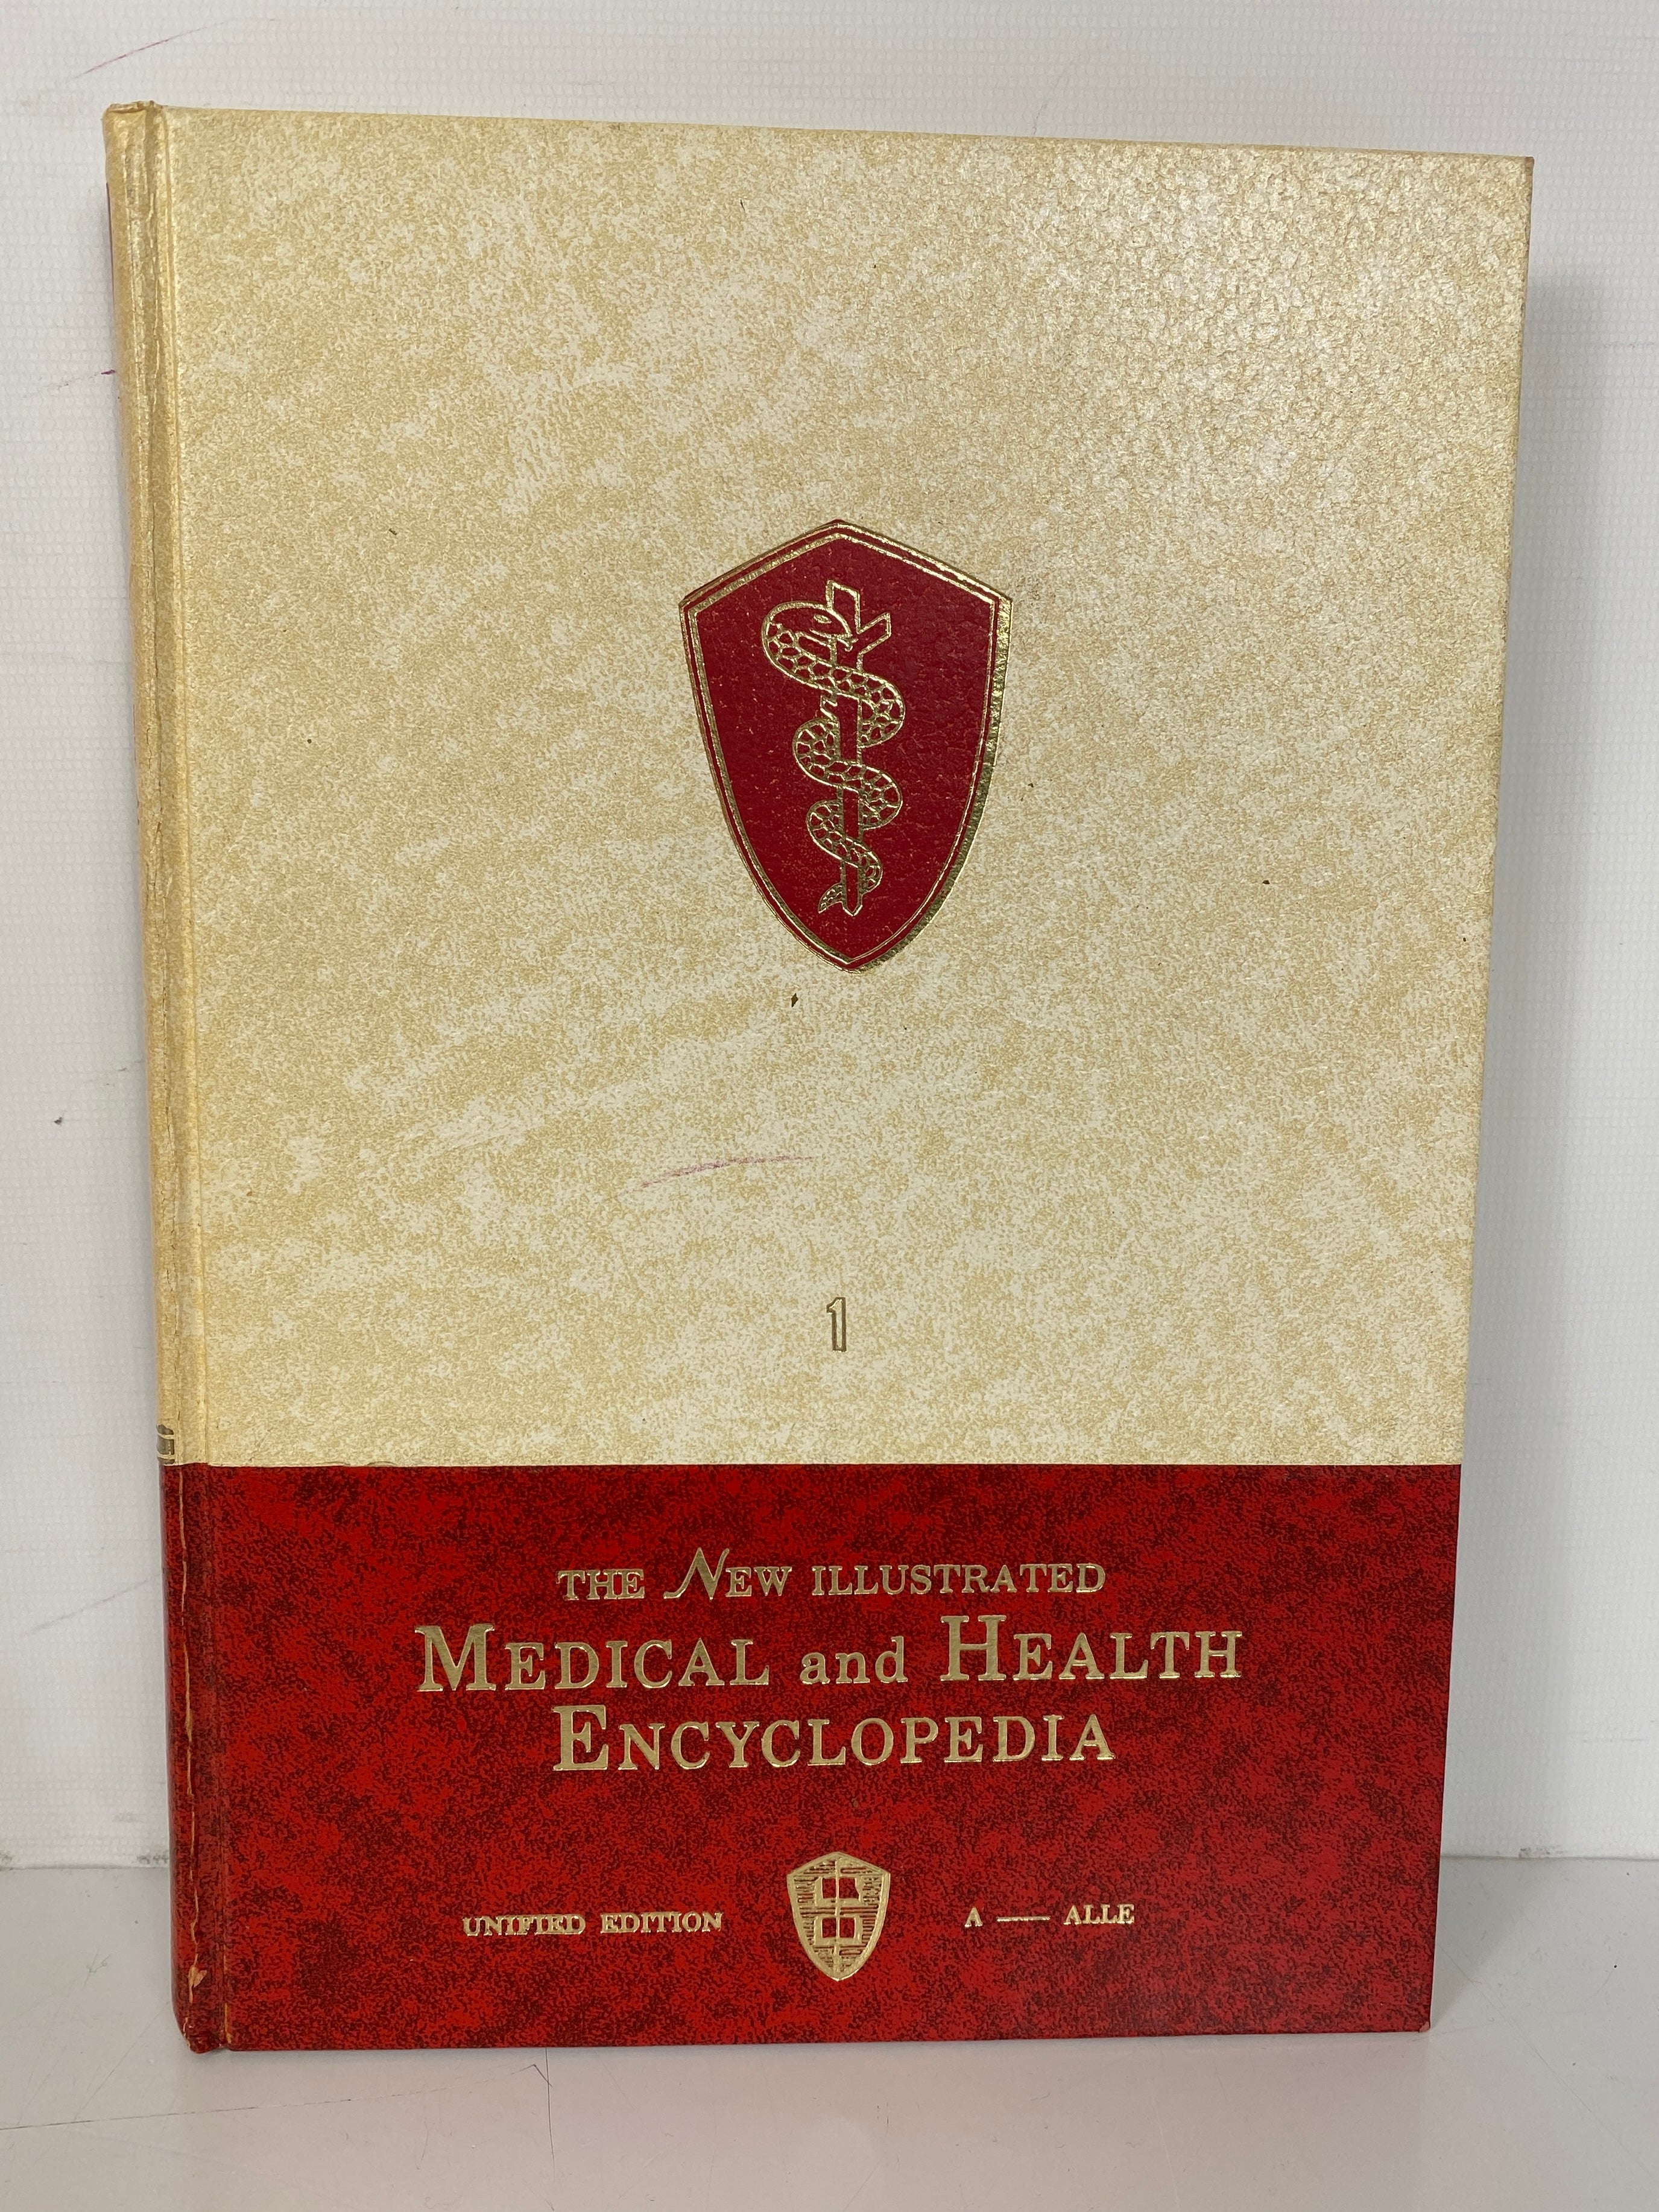 1
THE NEW ILLUSTRATED
MEDICAL and HEALTH
ENCYCLOPEDIA
UNIFIED EDITION
A — ALLE